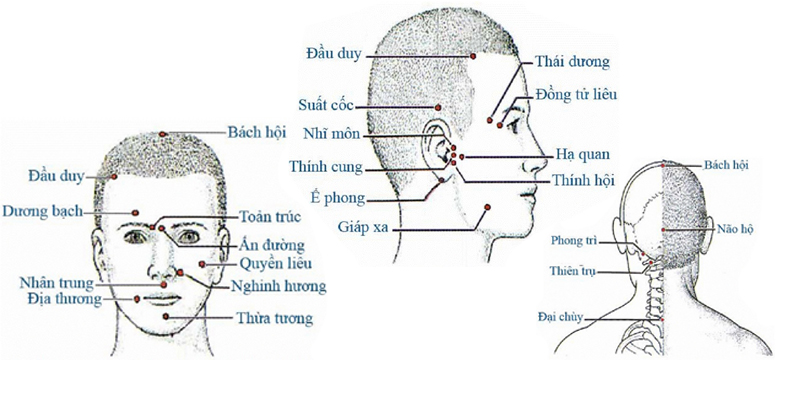 Đầu duy
Thái dương
Đồng tử liêu
Suất cốc
Nhĩ môn
Hạ quan
Thính cung
Thính hội
Ế phong
Giáp xa
Bách hội
Đầu duy
Dương bạch
Toản trúc
Ấn đường
Quyền liêu
Nhân trung
Nghinh hương
Địa thương
Thừa tương
Bách hội
Não hộ
Phong trì
Thiên trụ
Đại chùy